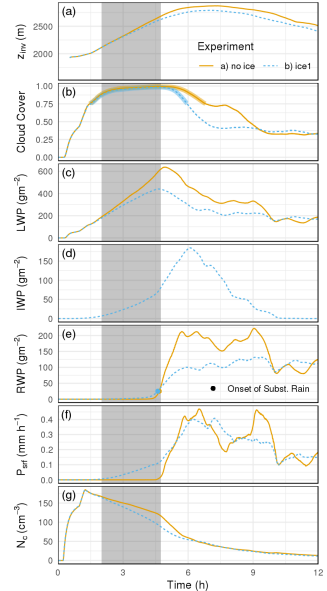 (a)
z_inv (m)
2500
2000
Experiment
a) no ice
b) ice1
(b)
Cloud Cover
1.00
0.75
0.50
0.25
0.00
(c)
LWP (gm⁻²)
600
400
200
0
(d)
IWP (gm⁻²)
150
100
50
0
(e)
RWP (gm⁻²)
200
150
100
50
0
Onset of Subst. Rain
(f)
P_srf (mm h⁻¹)
0.4
0.3
0.2
0.1
0.0
(g)
N_c (cm⁻³)
150
100
50
0
0 3 6 9 12
Time (h)